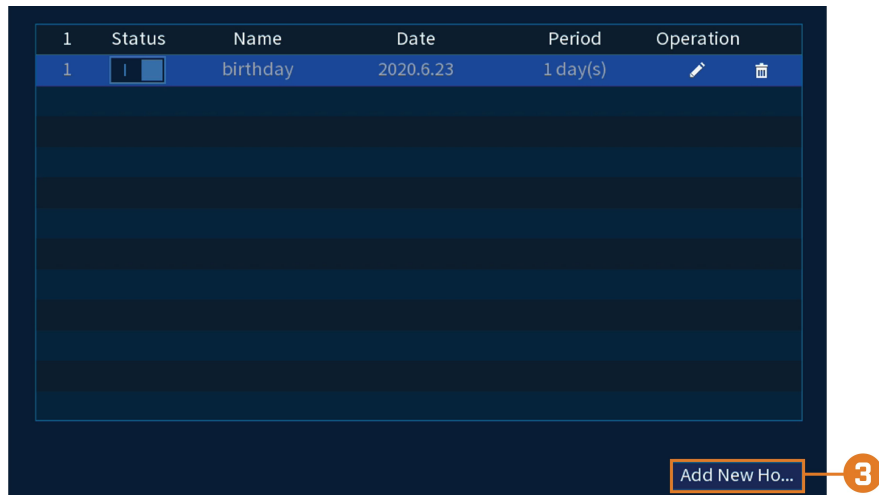 1 Status Name Date Period Operation
1 birthday 2020.6.23 1 day(s)
Add New Ho...
3